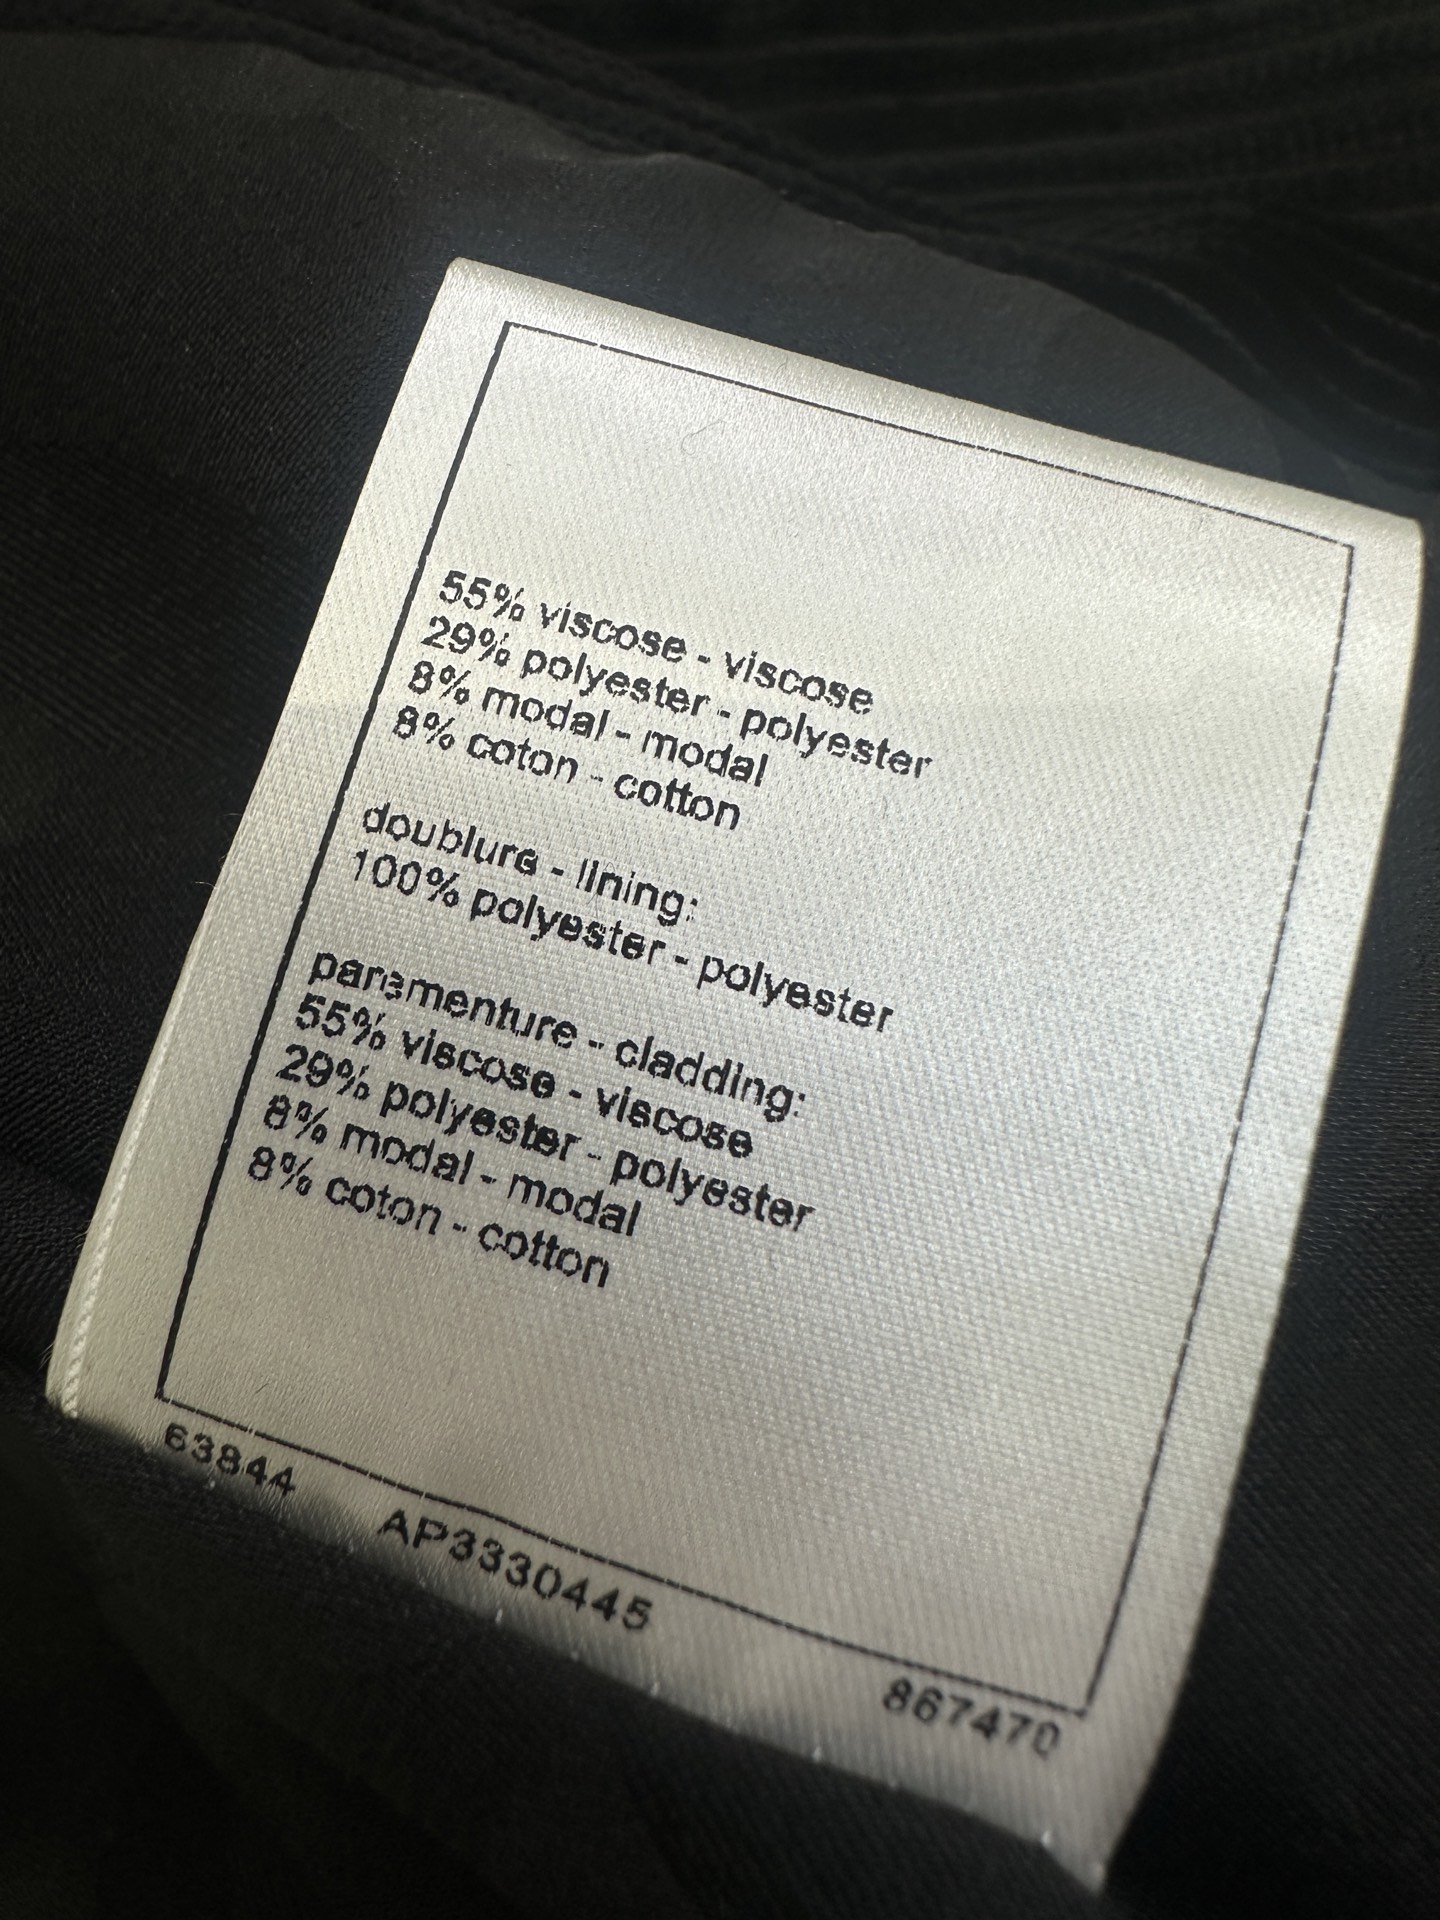 55% viscose - viscose
29% polyester - polyester
8% modal - modal
8% coton - cotton
doublure - lining:
100% polyester - polyester
parementure - cladding:
55% viscose - viscose
29% polyester - polyester
8% modal - modal
8% coton - cotton
63844 AP3330445 867470